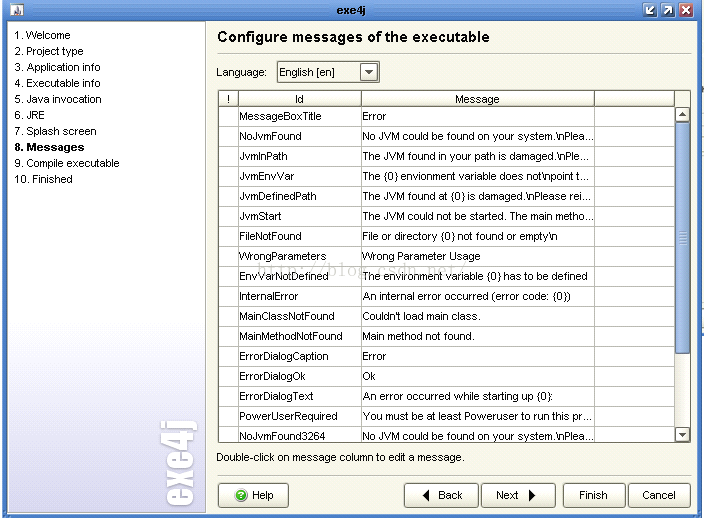 exe4j
1. Welcome
2. Project type
3. Application info
4. Executable info
5. Java invocation
6. JRE
7. Splash screen
8. Messages
9. Compile executable
10. Finished
exe4j
Configure messages of the executable
Language: English [en]
! Id Message
MessageBoxTitle Error
NoJvmFound No JVM could be found on your system.\nPlea...
JvmInPath The JVM found in your path is damaged.\nPlease...
JvmEnvVar The {0} envionment variable does not\npoint t...
JvmDefinedPath The JVM found at {0} is damaged.\nPlease rei...
JvmStart The JVM could not be started. The main metho...
FileNotFound File or directory {0} not found or empty\n
WrongParameters Wrong Parameter Usage
http://blog.csdn.net/
EnvVarNotDefined The environment variable {0} has to be defined
InternalError An internal error occurred (error code: {0})
MainClassNotFound Couldn't load main class.
MainMethodNotFound Main method not found.
ErrorDialogCaption Error
ErrorDialogOk Ok
ErrorDialogText An error occurred while starting up {0}:
PowerUserRequired You must be at least Poweruser to run this pr...
NoJvmFound3264 No JVM could be found on your system.\nPlea...
Double-click on message column to edit a message.
Help Back Next Finish Cancel